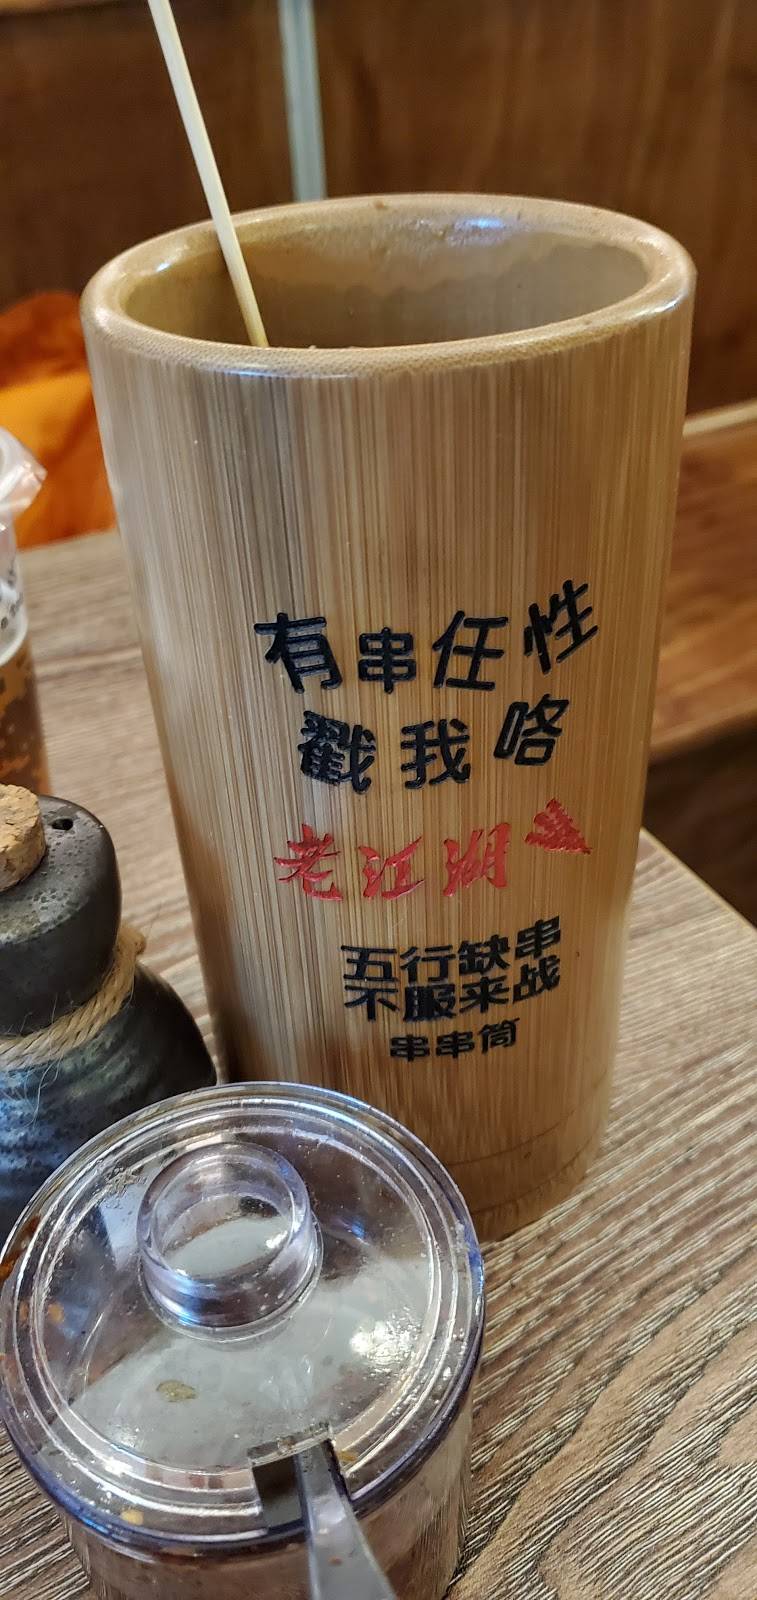 有串任性
戳我咯
老江湖
五行缺串
不服来战
串串筒